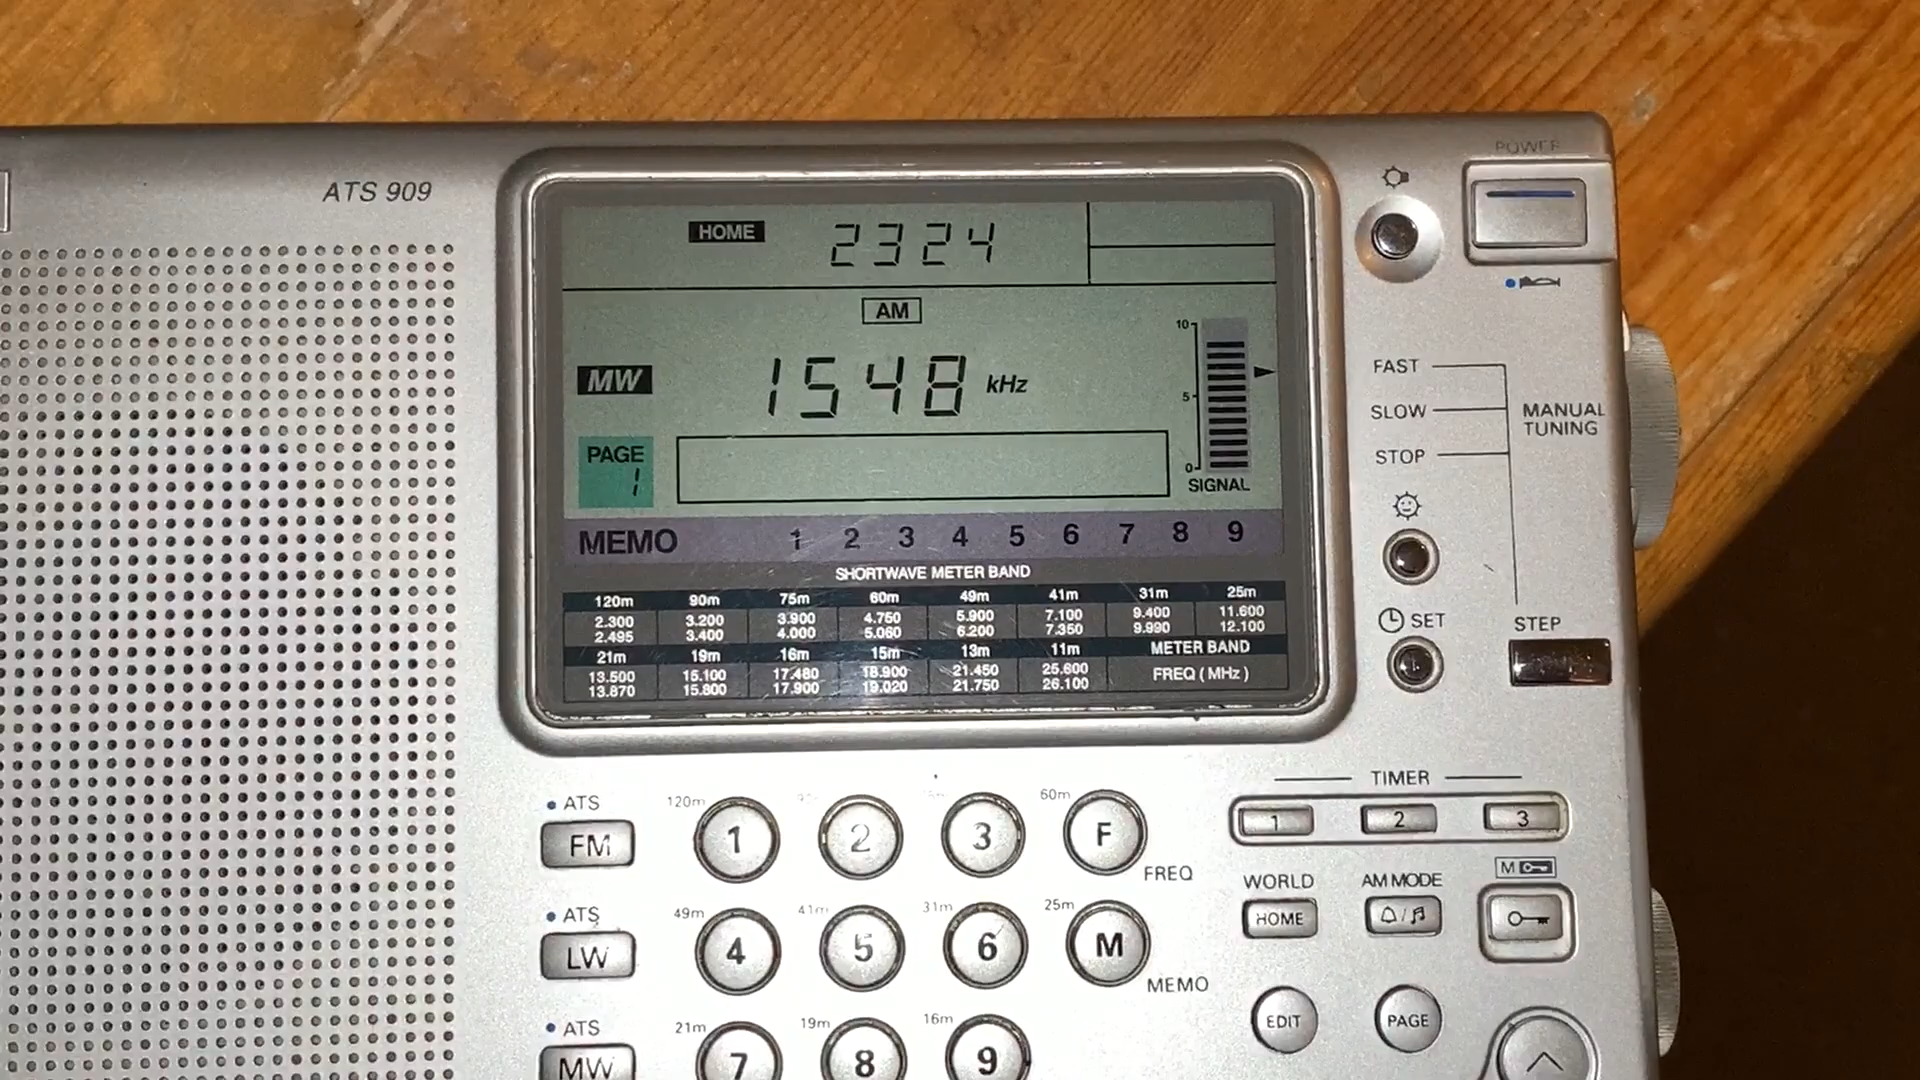 POWER
ATS 909
HOME 2324
AM
MW 1548 kHz
10
5
0
SIGNAL
PAGE
1
MEMO 1 2 3 4 5 6 7 8 9
SHORTWAVE METER BAND
120m 90m 75m 60m 49m 41m 31m 25m
2.300 3.200 3.900 4.750 5.900 7.100 9.400 11.600
2.495 3.400 4.000 5.060 6.200 7.350 9.990 12.100
21m 19m 16m 15m 13m 11m METER BAND
13.500 15.100 17.480 18.900 21.450 25.600 FREQ ( MHz )
13.870 15.800 17.900 19.020 21.750 26.100
FAST
SLOW
STOP
MANUAL
TUNING
SET
STEP
TIMER
1 2 3
ATS
FM
120m 1 2 3 60m F
FREQ
WORLD
HOME
AM MODE
M
ATS
LW
49m 4 41m 5 31m 6 25m M
MEMO
EDIT PAGE
ATS
MW
21m 7 19m 8 16m 9